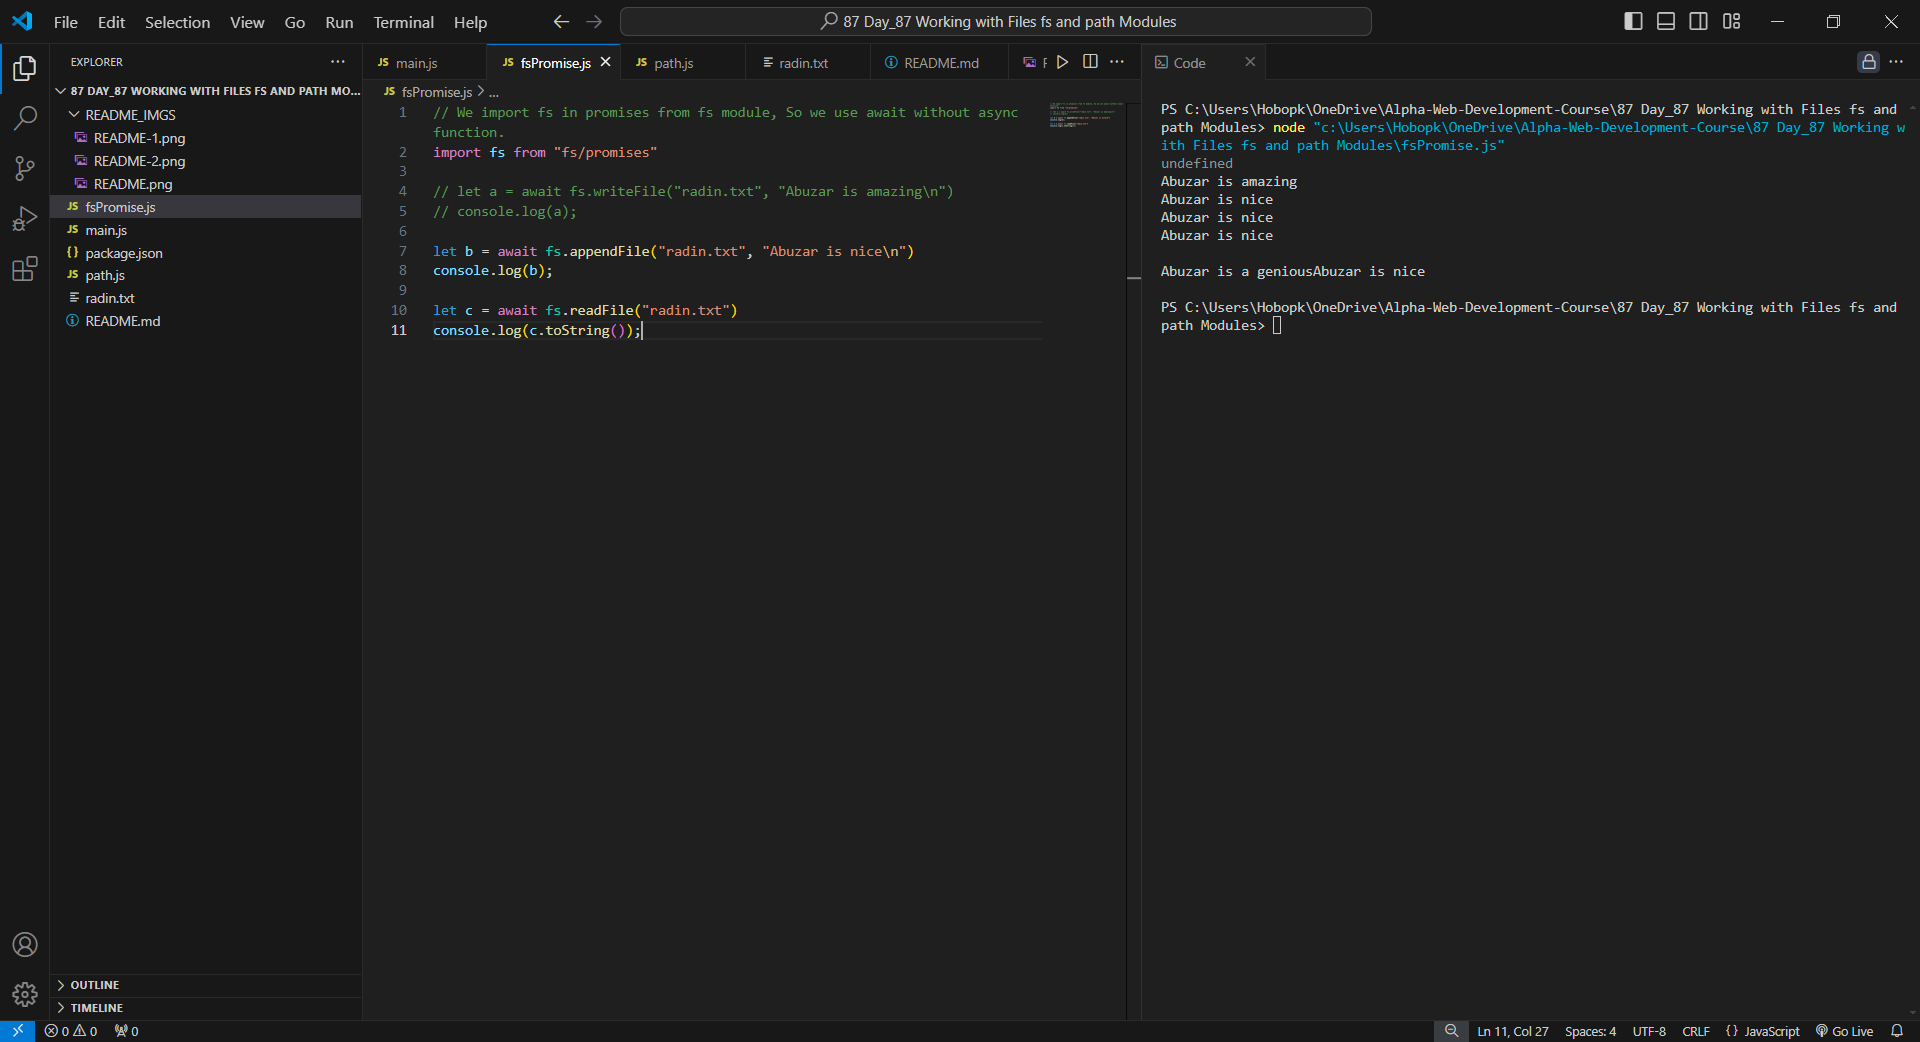 File Edit Selection View Go Run Terminal Help
87 Day_87 Working with Files fs and path Modules
EXPLORER
87 DAY_87 WORKING WITH FILES FS AND PATH MO...
README_IMGS
README-1.png
README-2.png
README.png
JS fsPromise.js
JS main.js
{} package.json
JS path.js
radin.txt
README.md
OUTLINE
TIMELINE
JS main.js
JS fsPromise.js
JS path.js
radin.txt
README.md
JS fsPromise.js > ...
1 // We import fs in promises from fs module, So we use await without async
function.
2 import fs from "fs/promises"
3
4 // let a = await fs.writeFile("radin.txt", "Abuzar is amazing\n")
5 // console.log(a);
6
7 let b = await fs.appendFile("radin.txt", "Abuzar is nice\n")
8 console.log(b);
9
10 let c = await fs.readFile("radin.txt")
11 console.log(c.toString());
Code
PS C:\Users\Hobopk\OneDrive\Alpha-Web-Development-Course\87 Day_87 Working with Files fs and
path Modules> node "c:\Users\Hobopk\OneDrive\Alpha-Web-Development-Course\87 Day_87 Working w
ith Files fs and path Modules\fsPromise.js"
undefined
Abuzar is amazing
Abuzar is nice
Abuzar is nice
Abuzar is nice
Abuzar is a geniousAbuzar is nice
PS C:\Users\Hobopk\OneDrive\Alpha-Web-Development-Course\87 Day_87 Working with Files fs and
path Modules>
0 0 0
Ln 11, Col 27 Spaces: 4 UTF-8 CRLF {} JavaScript Go Live